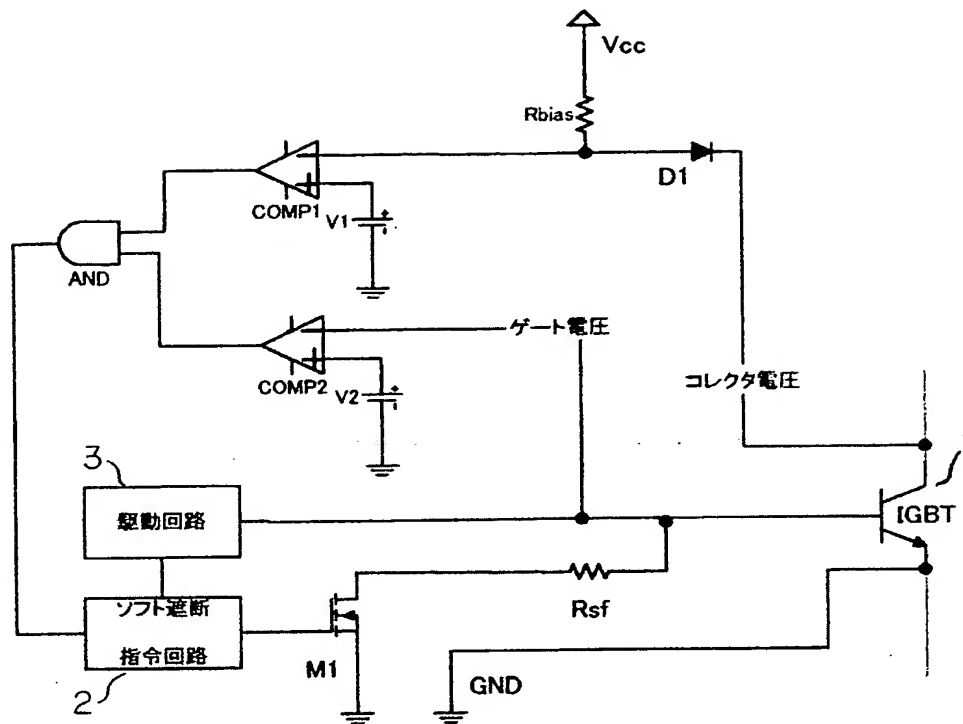 Vcc
Rbias
D1
COMP1
V1
AND
ゲート電圧
COMP2
V2
コレクタ電圧
3
駆動回路
IGBT
ソフト遮断
指令回路
Rsf
M1
GND
2